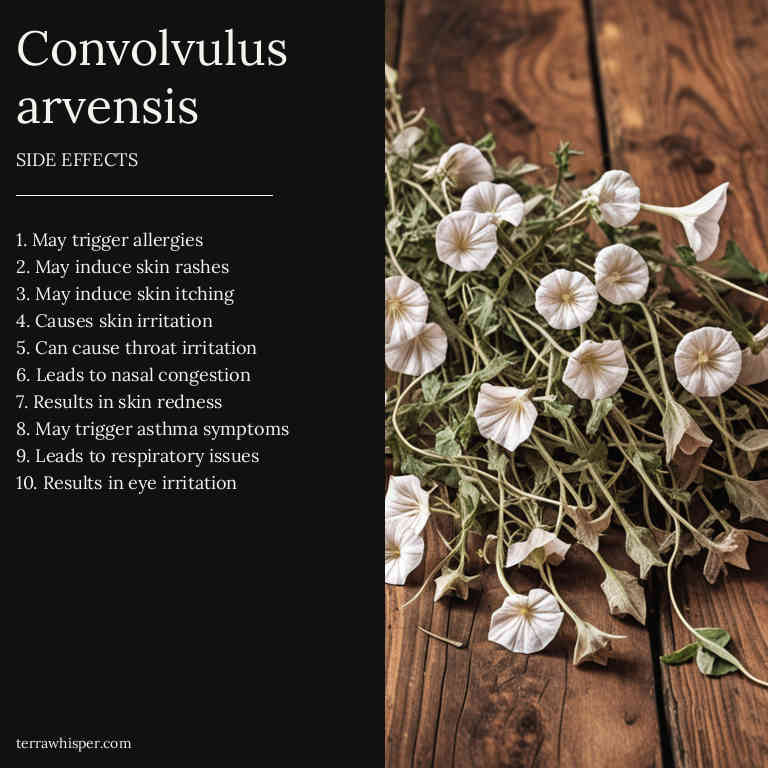 Convolvulus
arvensis
SIDE EFFECTS
1. May trigger allergies
2. May induce skin rashes
3. May induce skin itching
4. Causes skin irritation
5. Can cause throat irritation
6. Leads to nasal congestion
7. Results in skin redness
8. May trigger asthma symptoms
9. Leads to respiratory issues
10. Results in eye irritation
terrawhisper.com